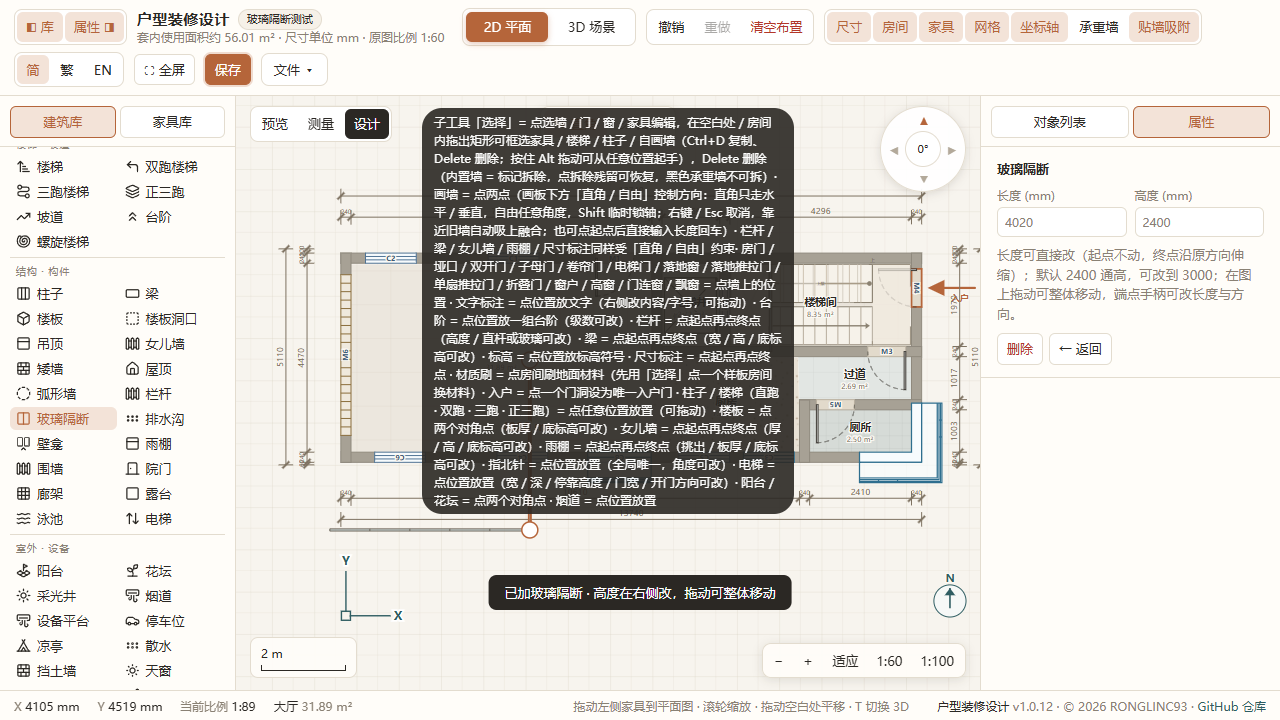 库
属性
户型装修设计
玻璃隔断测试
套内使用面积约 56.01 m² · 尺寸单位 mm · 原图比例 1:60
2D 平面
3D 场景
撤销
重做
清空布置
尺寸
房间
家具
网格
坐标轴
承重墙
贴墙吸附
简
繁
EN
全屏
保存
文件
建筑库
家具库
楼梯
双跑楼梯
三跑楼梯
正三跑
坡道
台阶
螺旋楼梯
结构 · 构件
柱子
梁
楼板
楼板洞口
吊顶
女儿墙
矮墙
屋顶
弧形墙
栏杆
玻璃隔断
排水沟
壁龛
雨棚
围墙
院门
廊架
露台
泳池
电梯
室外 · 设备
阳台
花坛
采光井
烟道
设备平台
停车位
凉亭
散水
挡土墙
天窗
预览
测量
设计
子工具「选择」= 点选墙 / 门 / 窗 / 家具编辑，在空白处 / 房间
内拖出矩形可框选家具 / 楼梯 / 柱子 / 自画墙（Ctrl+D 复制、
Delete 删除；按住 Alt 拖动可从任意位置起手），Delete 删除
（内置墙 = 标记拆除，点拆除残留可恢复，黑色承重墙不可拆）·
画墙 = 点两点（画板下方「直角 / 自由」控制方向：直角只走水
平 / 垂直，自由任意角度，Shift 临时锁轴；右键 / Esc 取消，靠
近旧墙自动吸上融合；也可点起点后直接输入长度回车）· 栏杆 /
梁 / 女儿墙 / 雨棚 / 尺寸标注同样受「直角 / 自由」约束· 房门 /
垭口 / 双开门 / 子母门 / 卷帘门 / 电梯门 / 落地窗 / 落地推拉门 /
单扇推拉门 / 折叠门 / 窗户 / 高窗 / 门连窗 / 飘窗 = 点墙上的位
置 · 文字标注 = 点位置放文字（右侧改内容/字号，可拖动）· 台
阶 = 点位置放一组台阶（级数可改）· 栏杆 = 点起点再点终点
（高度 / 直杆或玻璃可改）· 梁 = 点起点再点终点（宽 / 高 / 底标
高可改）· 标高 = 点位置放标高符号 · 尺寸标注 = 点起点再点终
点 · 材质刷 = 点房间刷地面材料（先用「选择」点一个样板房间
换材料）· 入户 = 点一个门洞设为唯一入户门 · 柱子 / 楼梯（直跑
· 双跑 · 三跑 · 正三跑）= 点任意位置放置（可拖动）· 楼板 = 点
两个对角点（板厚 / 底标高可改）· 女儿墙 = 点起点再点终点（厚
/ 高 / 底标高可改）· 雨棚 = 点起点再点终点（挑出 / 板厚 / 底标
高可改）· 指北针 = 点位置放置（全局唯一，角度可改）· 电梯 =
点位置放置（宽 / 深 / 停靠高度 / 门宽 / 开门方向可改）· 阳台 /
花坛 = 点两个对角点 · 烟道 = 点位置放置
0°
4296
240
C2
M6
5110
4470
楼梯间
8.35 m²
M4
入户
M3
过道
2.69 m²
M5
厕所
2.50 m²
1017
1003
5110
2410
Y
X
N
已加玻璃隔断 · 高度在右侧改，拖动可整体移动
2 m
−
+
适应
1:60
1:100
对象列表
属性
玻璃隔断
长度 (mm)
高度 (mm)
4020
2400
长度可直接改（起点不动，终点沿原方向伸
缩）；默认 2400 通高，可改到 3000；在图
上拖动可整体移动，端点手柄可改长度与方
向。
删除
← 返回
X 4105 mm
Y 4519 mm
当前比例 1:89
大厅 31.89 m²
拖动左侧家具到平面图 · 滚轮缩放 · 拖动空白处平移 · T 切换 3D
户型装修设计 v1.0.12 · © 2026 RONGLINC93 · GitHub 仓库